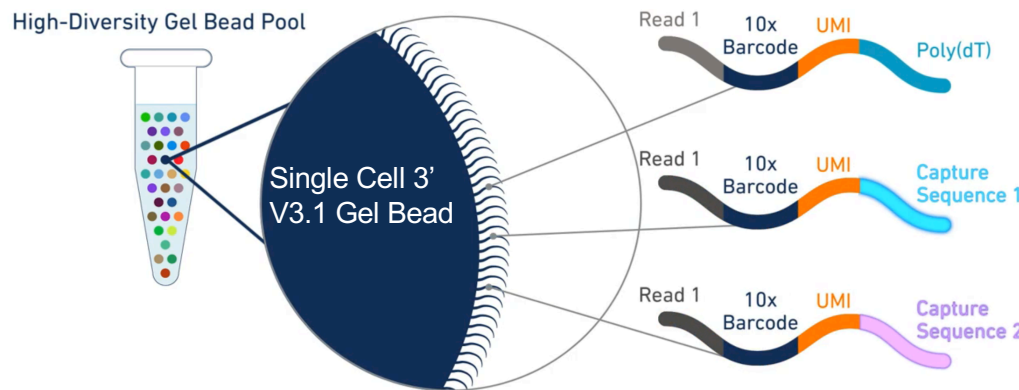 High-Diversity Gel Bead Pool
Single Cell 3’
V3.1 Gel Bead
Read 1
10x
Barcode
UMI
Poly(dT)
Read 1
10x
Barcode
UMI
Capture
Sequence 1
Read 1
10x
Barcode
UMI
Capture
Sequence 2